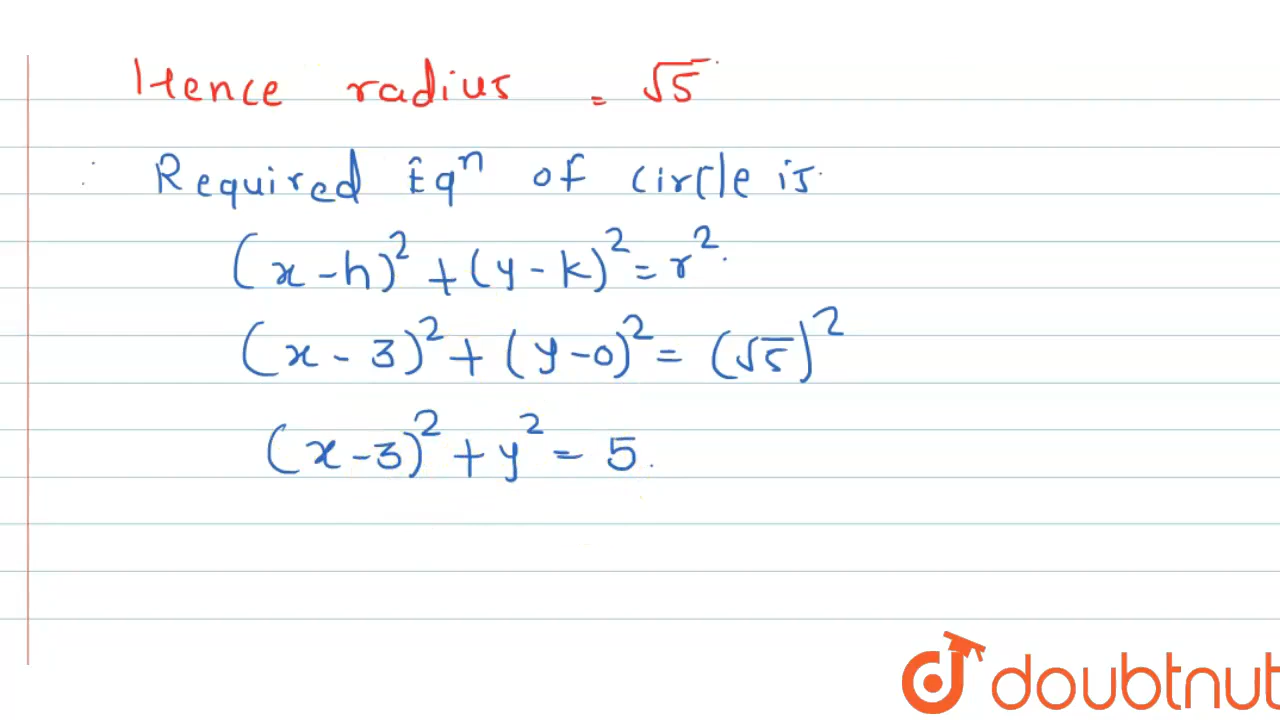 Hence radius = √5
Required Eqⁿ of circle is
(x-h)² + (y-k)² = r²
(x-3)² + (y-0)² = (√5)²
(x-3)² + y² = 5.
doubtnut